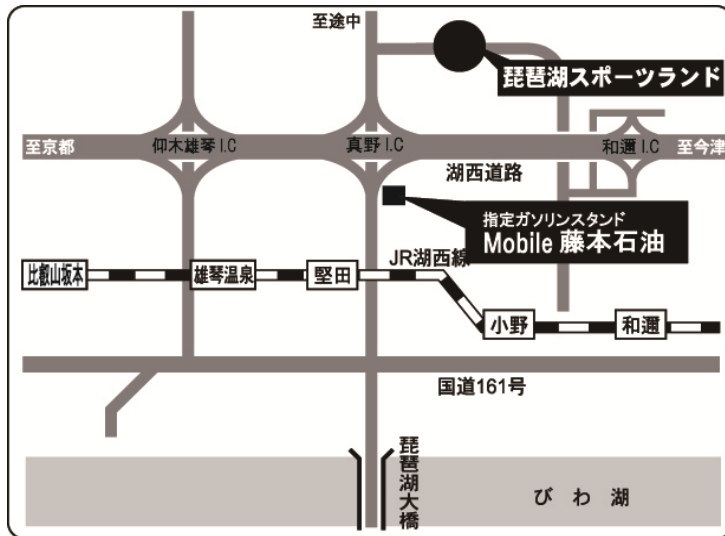 至途中
琵琶湖スポーツランド
至京都
仰木雄琴 I.C
真野 I.C
和邇 I.C
至今津
湖西道路
指定ガソリンスタンド
Mobile 藤本石油
JR湖西線
比叡山坂本
雄琴温泉
堅田
小野
和邇
国道161号
琵琶湖大橋
びわ湖